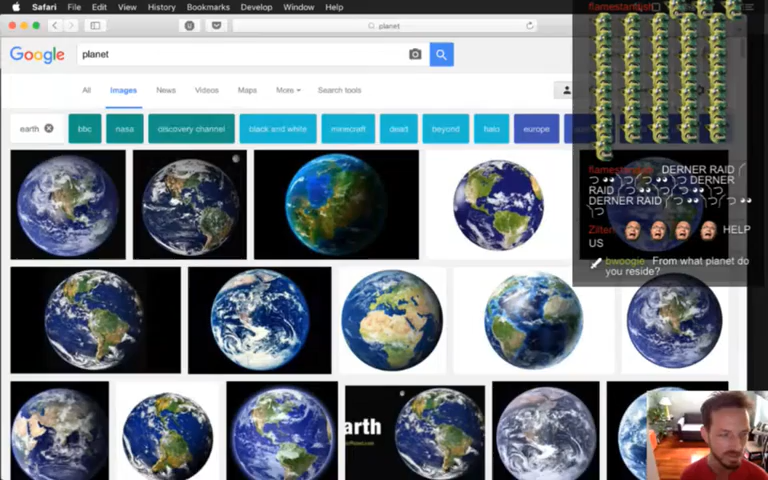 Safari File Edit View History Bookmarks Develop Window Help
planet
Google planet
All Images News Videos Maps More Search tools
earth bbc nasa discovery channel black and white minecraft dead beyond halo europe
DERNER RAID
DERNER
RAID
DERNER RAID
Zilter HELP
US
bwoogie From what planet do
you reside?
arth